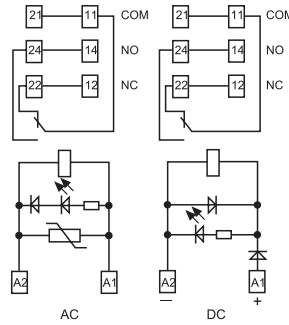 21 11 COM 21 11 COM
24 14 NO 24 14 NO
22 12 NC 22 12 NC
A2 A1 A2 A1
− +
AC DC